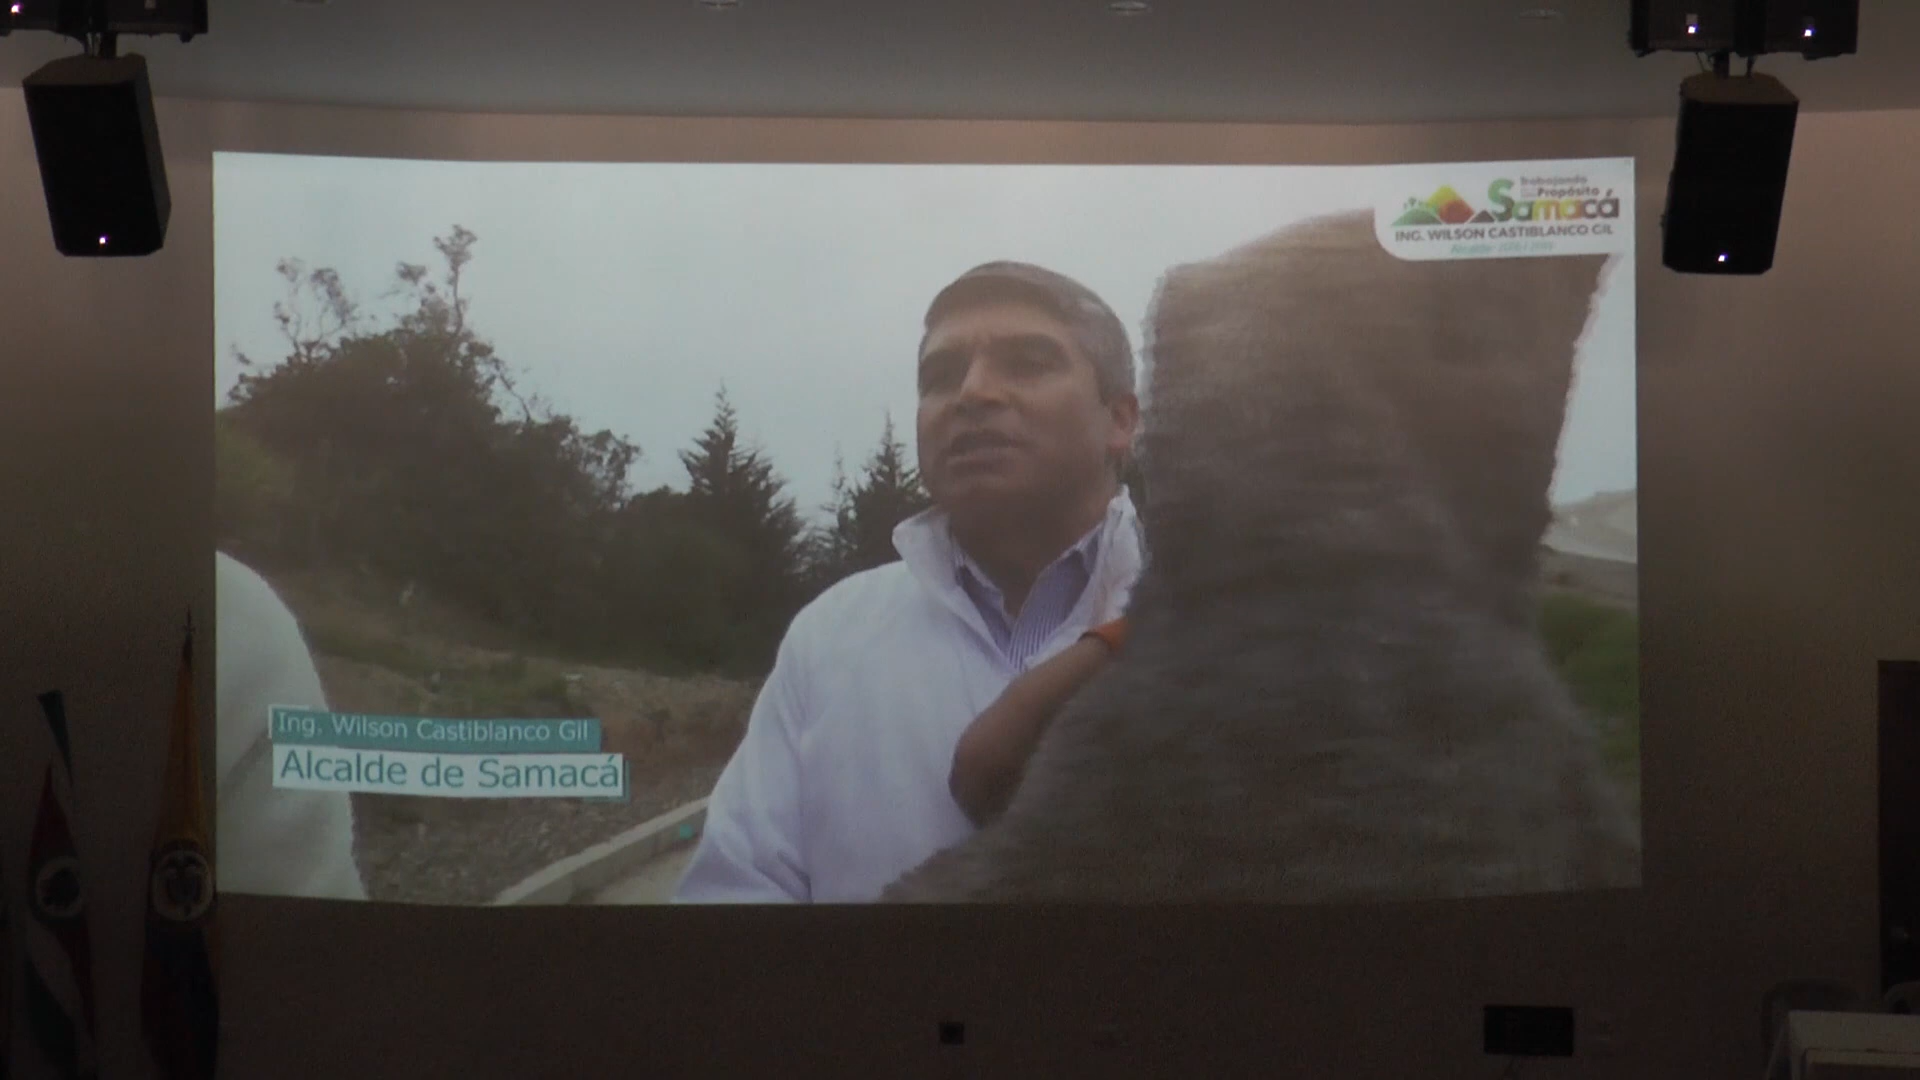 Trabajando
Propósito
Samacá
ING. WILSON CASTIBLANCO GIL
Ing. Wilson Castiblanco Gil
Alcalde de Samacá